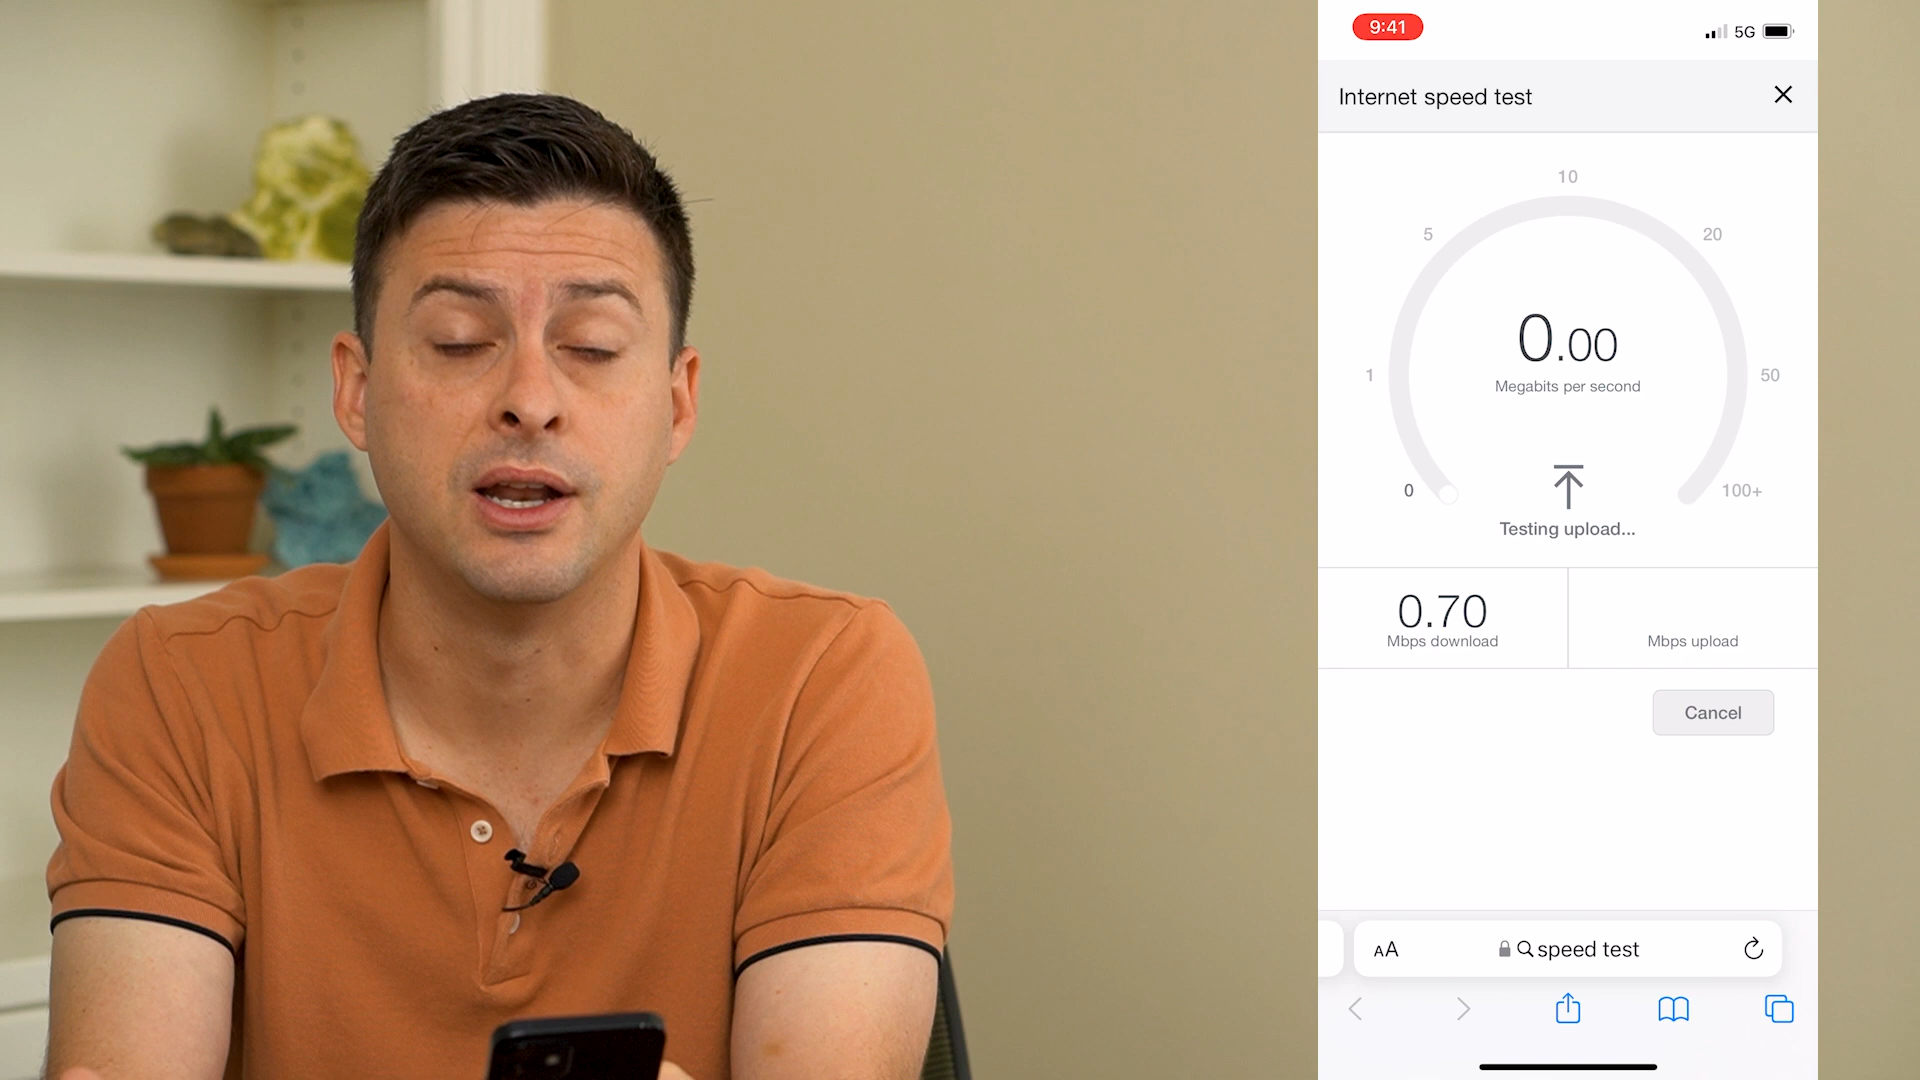 9:41
5G
Internet speed test
10
5
20
0.00
Megabits per second
1
50
0
100+
Testing upload...
0.70
Mbps download
Mbps upload
Cancel
AA
speed test